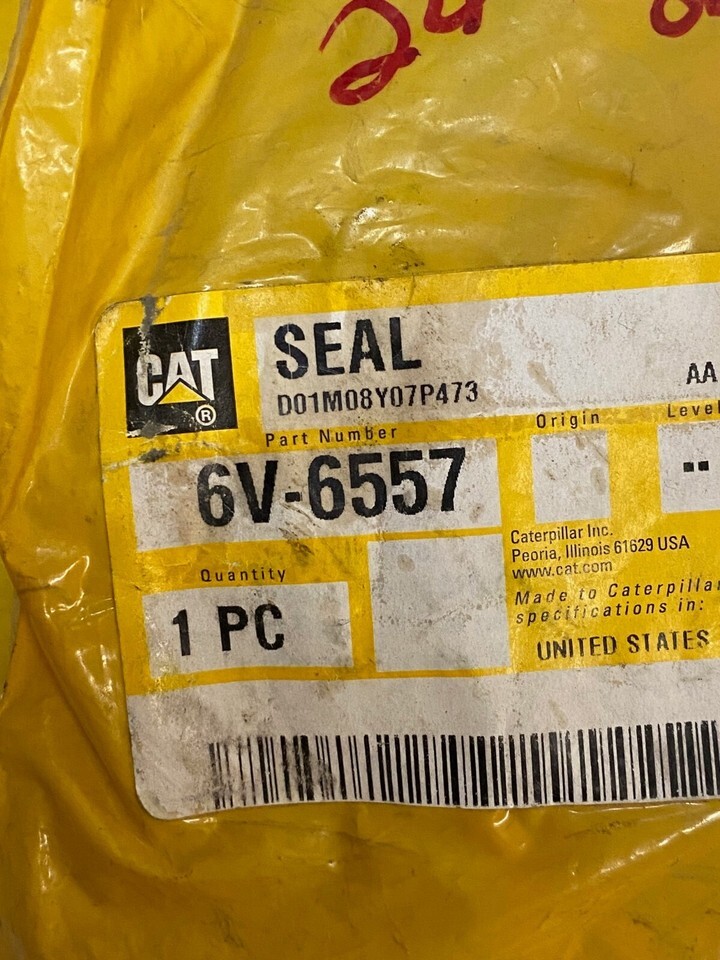 24
CAT
®
SEAL
D01M08Y07P473
AA
Part Number
Origin
Level
6V-6557
--
Caterpillar Inc.
Peoria, Illinois 61629 USA
www.cat.com
Quantity
Made to Caterpillar
specifications in:
1 PC
UNITED STATES